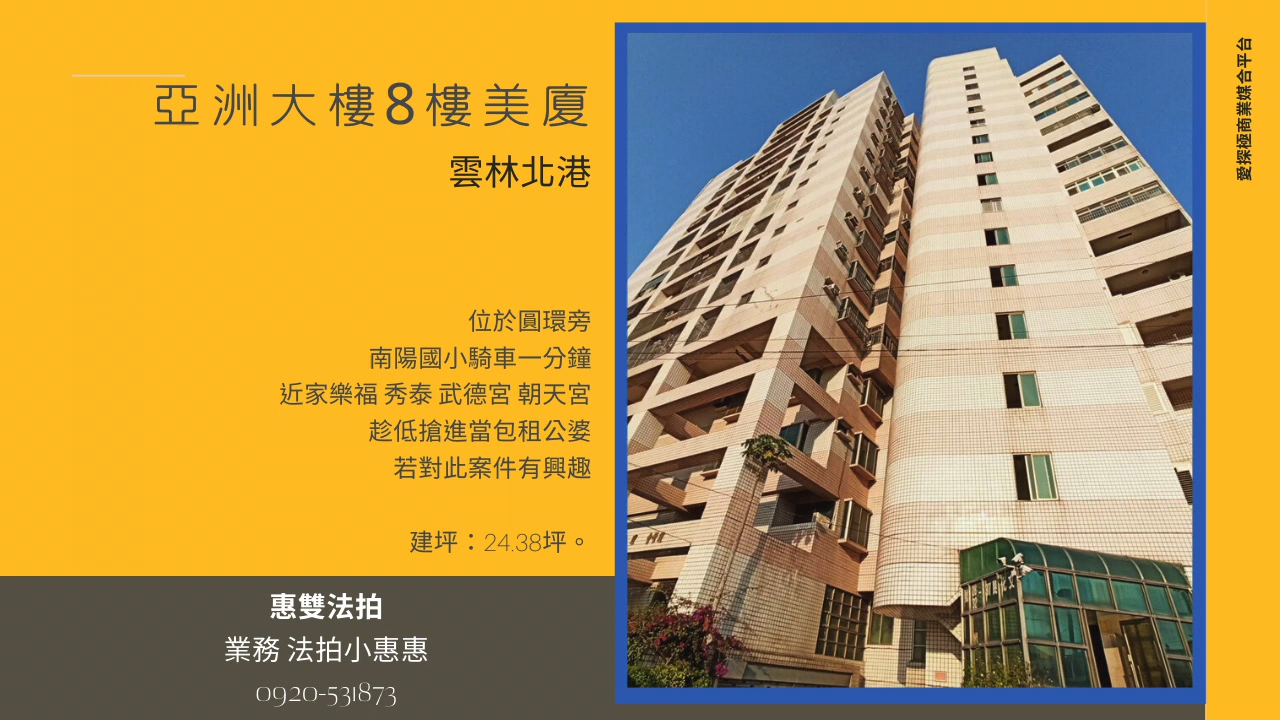 亞洲大樓8樓美廈
雲林北港
位於圓環旁
南陽國小騎車一分鐘
近家樂福 秀泰 武德宮 朝天宮
趁低搶進當包租公婆
若對此案件有興趣
建坪：24.38坪。
惠雙法拍
業務 法拍小惠惠
0920-531873
愛探極商業媒合平台